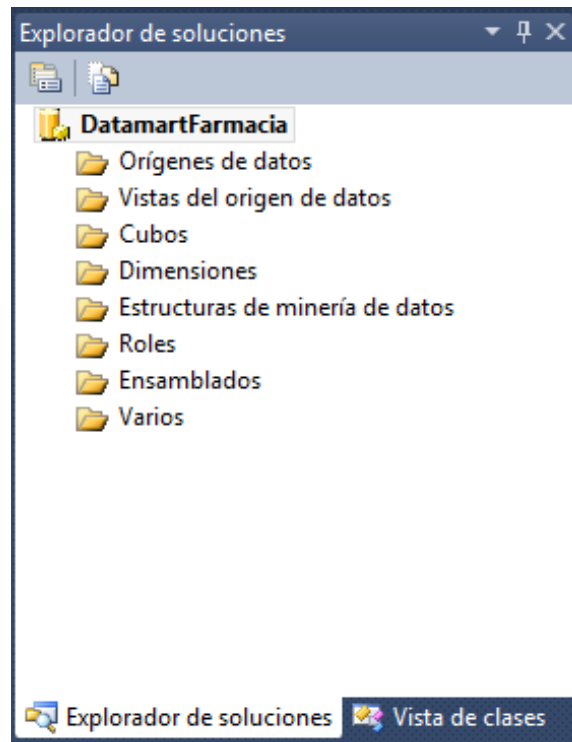 Explorador de soluciones
DatamartFarmacia
Orígenes de datos
Vistas del origen de datos
Cubos
Dimensiones
Estructuras de minería de datos
Roles
Ensamblados
Varios
Explorador de soluciones Vista de clases